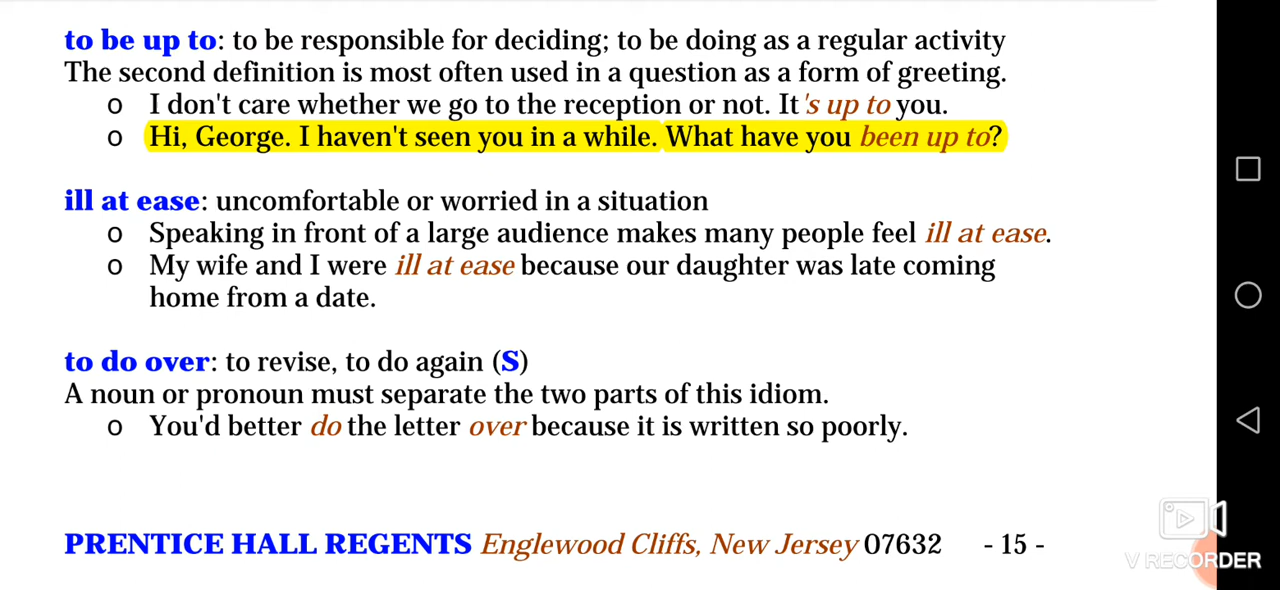 to be up to: to be responsible for deciding; to be doing as a regular activity
The second definition is most often used in a question as a form of greeting.
o I don't care whether we go to the reception or not. It's up to you.
o Hi, George. I haven't seen you in a while. What have you been up to?
ill at ease: uncomfortable or worried in a situation
o Speaking in front of a large audience makes many people feel ill at ease.
o My wife and I were ill at ease because our daughter was late coming
home from a date.
to do over: to revise, to do again (S)
A noun or pronoun must separate the two parts of this idiom.
o You'd better do the letter over because it is written so poorly.
PRENTICE HALL REGENTS Englewood Cliffs, New Jersey 07632 - 15 -
V RECORDER